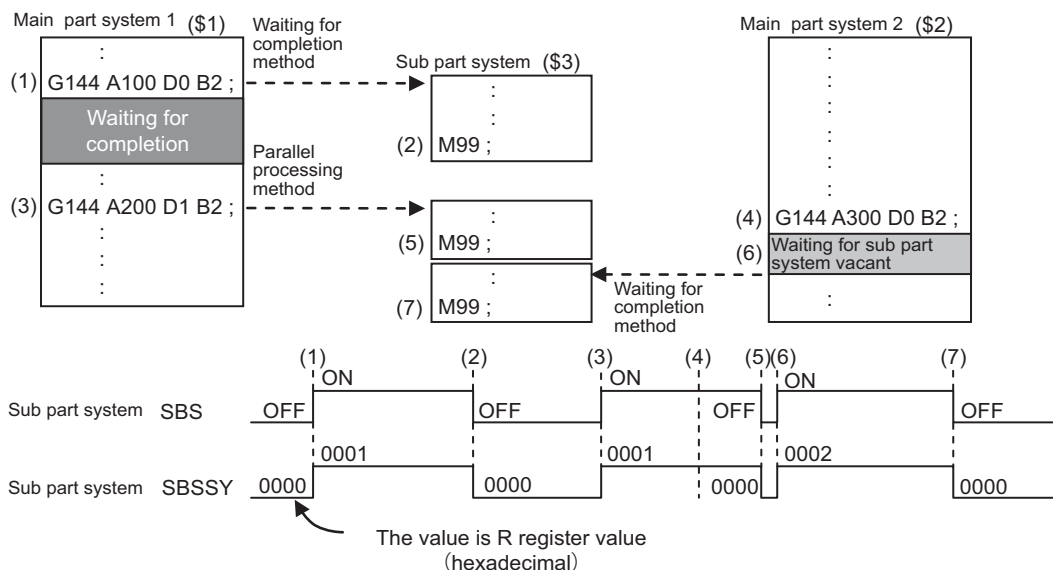 Main part system 1 ($1)
:
(1) G144 A100 D0 B2 ;
Waiting for
completion
:
(3) G144 A200 D1 B2 ;
:
:
:
Waiting for
completion
method
Parallel
processing
method
Sub part system ($3)
:
:
(2) M99 ;
:
(5) M99 ;
:
(7) M99 ;
Waiting for
completion
method
Main part system 2 ($2)
:
:
:
:
:
:
(4) G144 A300 D0 B2 ;
(6) Waiting for sub part
system vacant
:
(1) (2) (3) (4) (5) (6) (7)
Sub part system SBS OFF ON OFF ON OFF ON OFF
Sub part system SBSSY 0000 0001 0000 0001 0000 0002 0000
The value is R register value
(hexadecimal)